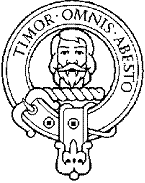 TIMOR · OMNIS · ABESTO